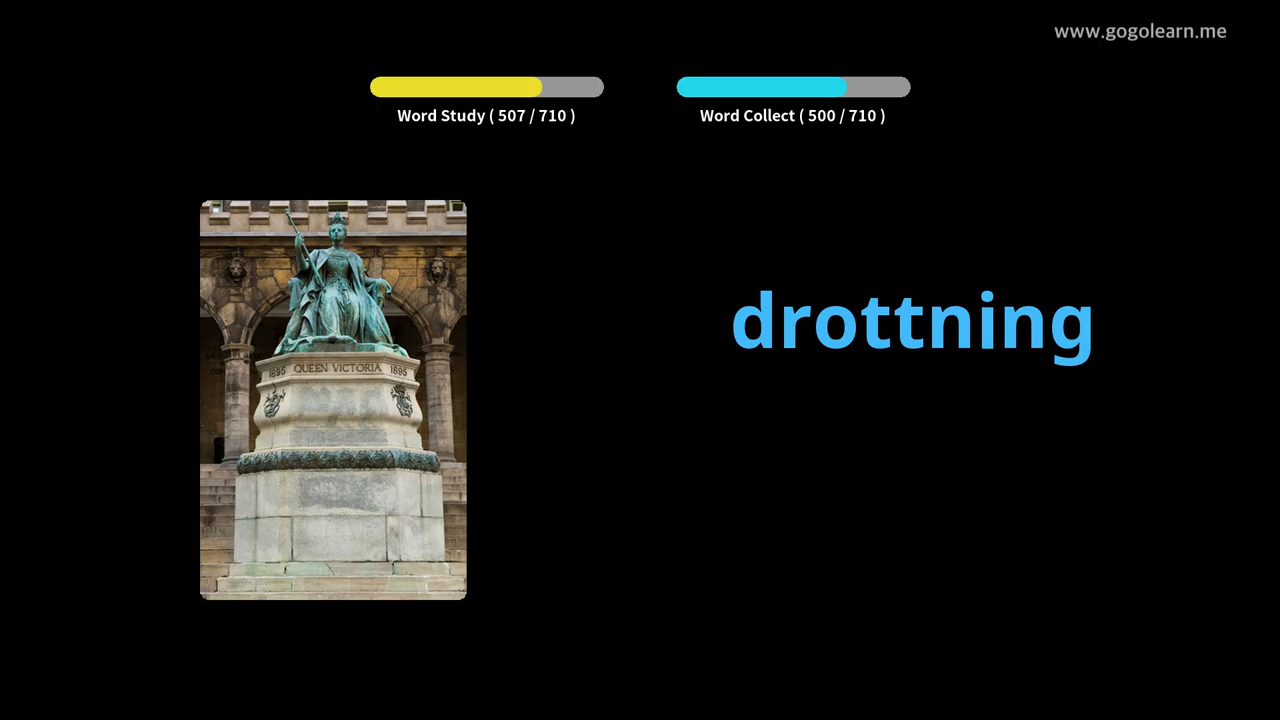 www.gogolearn.me
Word Study ( 507 / 710 )
Word Collect ( 500 / 710 )
drottning
1895 QUEEN VICTORIA 1895